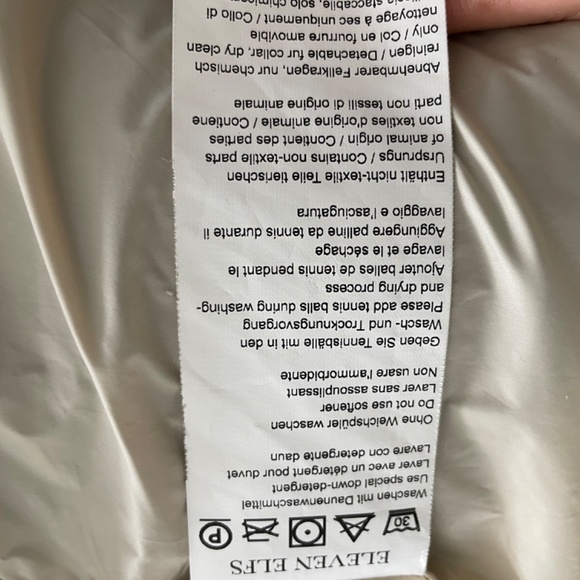 ELEVEN ELFS
30 P
Waschen mit Daunenwaschmittel
Use special down-detergent
Laver avec un détergent pour duvet
Lavare con detergente daun
Ohne Weichspüler waschen
Do not use softener
Laver sans assouplissant
Non usare l'ammorbidente
Geben Sie Tennisbälle mit in den
Wasch- und Trocknungsvorgang
Please add tennis balls during washing-
and drying process
Ajouter balles de tennis pendant le
lavage et le séchage
Aggiungere palline da tennis durante il
lavaggio e l'asciugatura
Enthält nicht-textile Teile tierischen
Ursprungs / Contains non-textile parts
of animal origin / Contient des parties
non textiles d'origine animale / Contiene
parti non tessili di origine animale
Abnehmbarer Fellkragen, nur chemisch
reinigen / Detachable fur collar, dry clean
only / Col en fourrure amovible
nettoyage à sec uniquement / Collo di
staccabile, solo